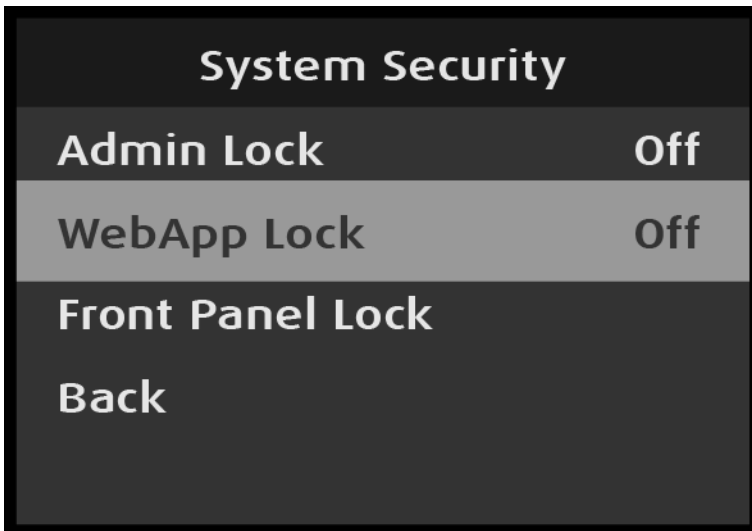 System Security
Admin Lock Off
WebApp Lock Off
Front Panel Lock
Back